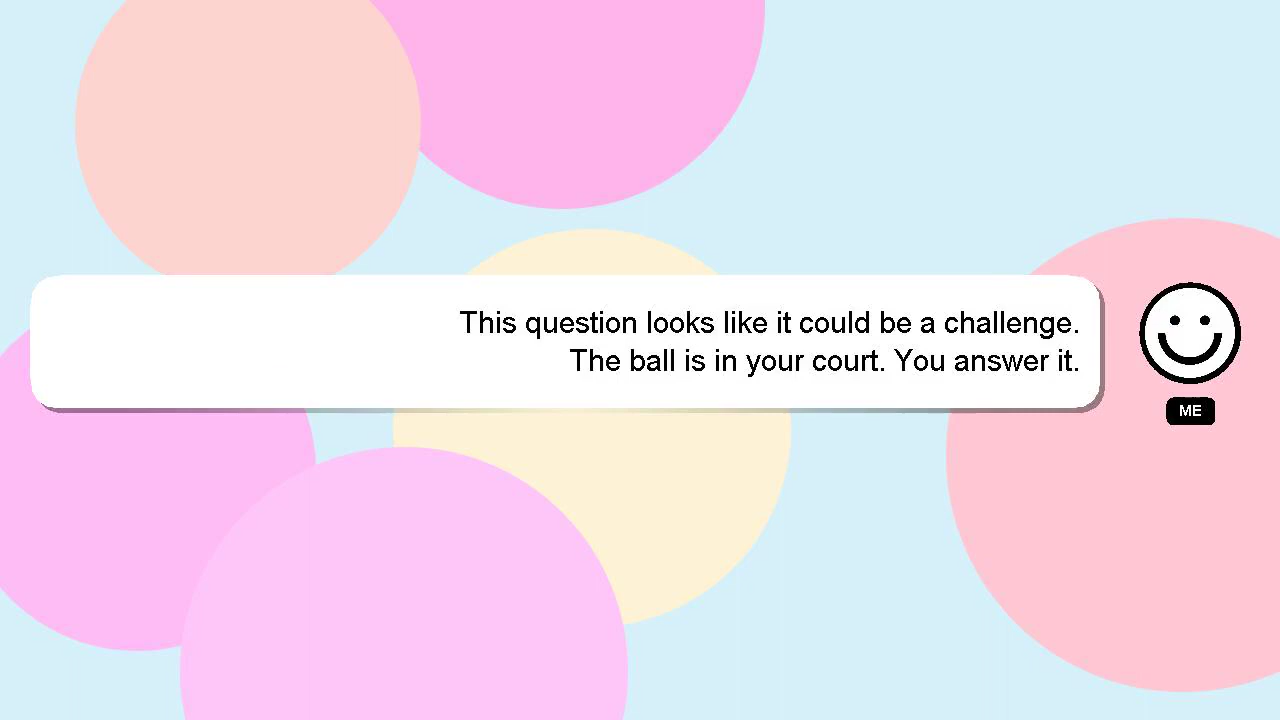 This question looks like it could be a challenge.
The ball is in your court. You answer it.
ME